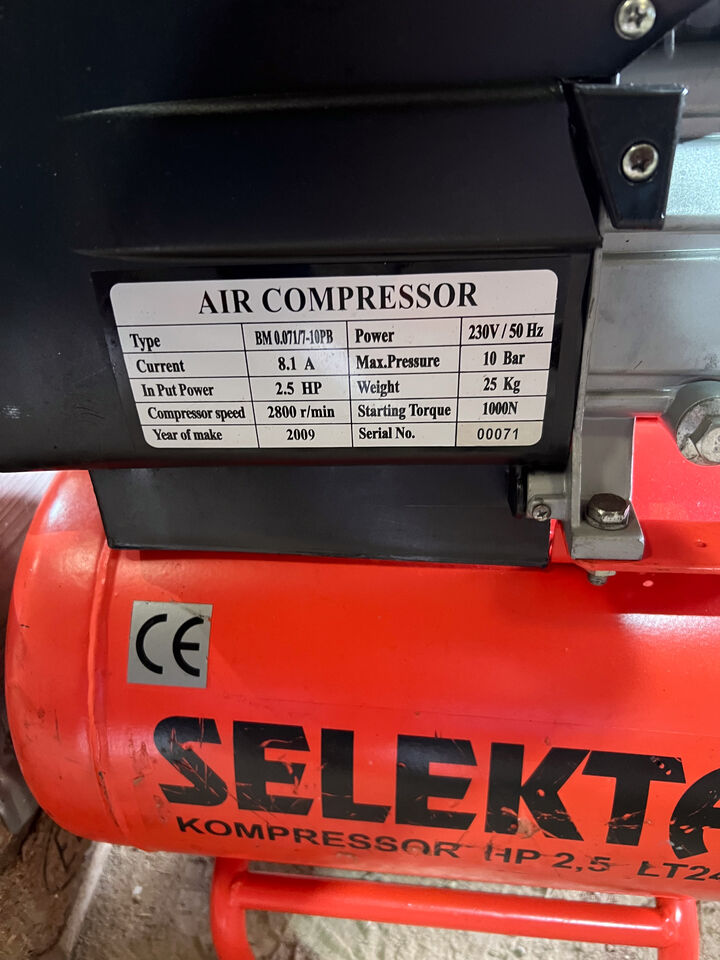 AIR COMPRESSOR
Type BM 0.071/7-10PB Power 230V / 50 Hz
Current 8.1 A Max.Pressure 10 Bar
In Put Power 2.5 HP Weight 25 Kg
Compressor speed 2800 r/min Starting Torque 1000N
Year of make 2009 Serial No. 00071
CE
SELEKTA
KOMPRESSOR HP 2,5 LT24